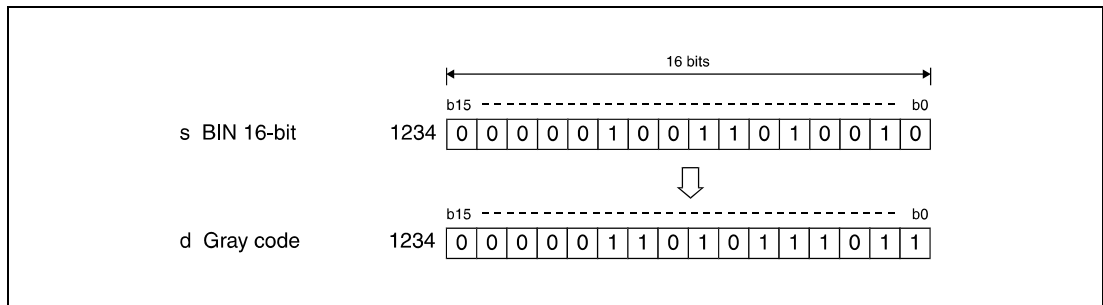 16 bits
b15 b0
s BIN 16-bit 1234 0 0 0 0 0 1 0 0 1 1 0 1 0 0 1 0
b15 b0
d Gray code 1234 0 0 0 0 0 1 1 0 1 0 1 1 1 0 1 1